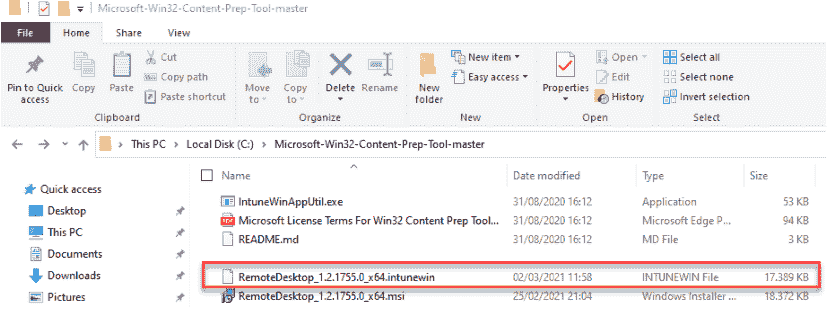 Microsoft-Win32-Content-Prep-Tool-master
File Home Share View
Pin to Quick access
Copy
Paste
Cut
Copy path
Paste shortcut
Clipboard
Move to
Copy to
Delete
Rename
Organize
New folder
New item
Easy access
New
Properties
Open
Edit
History
Open
Select all
Select none
Invert selection
Select
This PC > Local Disk (C:) > Microsoft-Win32-Content-Prep-Tool-master
Quick access
Desktop
This PC
Documents
Downloads
Pictures
Name Date modified Type Size
IntuneWinAppUtil.exe 31/08/2020 16:12 Application 53 KB
Microsoft License Terms For Win32 Content Prep Tool... 31/08/2020 16:12 Microsoft Edge P... 94 KB
README.md 31/08/2020 16:12 MD File 3 KB
RemoteDesktop_1.2.1755.0_x64.intunewin 02/03/2021 11:58 INTUNEWIN File 17.389 KB
RemoteDesktop_1.2.1755.0_x64.msi 25/02/2021 21:04 Windows Installer ... 18.372 KB